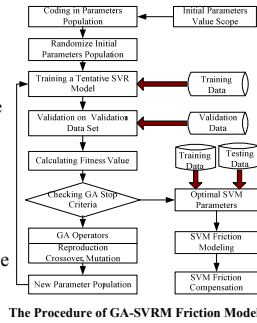 Coding in Parameters
Population
Initial Parameters
Value Scope
Randomize Initial
Parameters Population
Training a Tentative SVR
Model
Training
Data
Validation on Validation
Data Set
Validation
Data
Calculating Fitness Value
Training
Data
Testing
Data
Checking GA Stop
Criteria
Optimal SVM
Parameters
GA Operators
Reproduction
Crossover, Mutation
SVM Friction
Modeling
New Parameter Population
SVM Friction
Compensation
The Procedure of GA-SVRM Friction Model